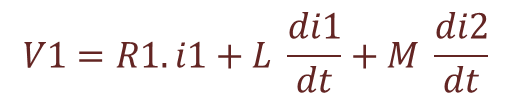 V1 = R1.i1 + L di1/dt + M di2/dt